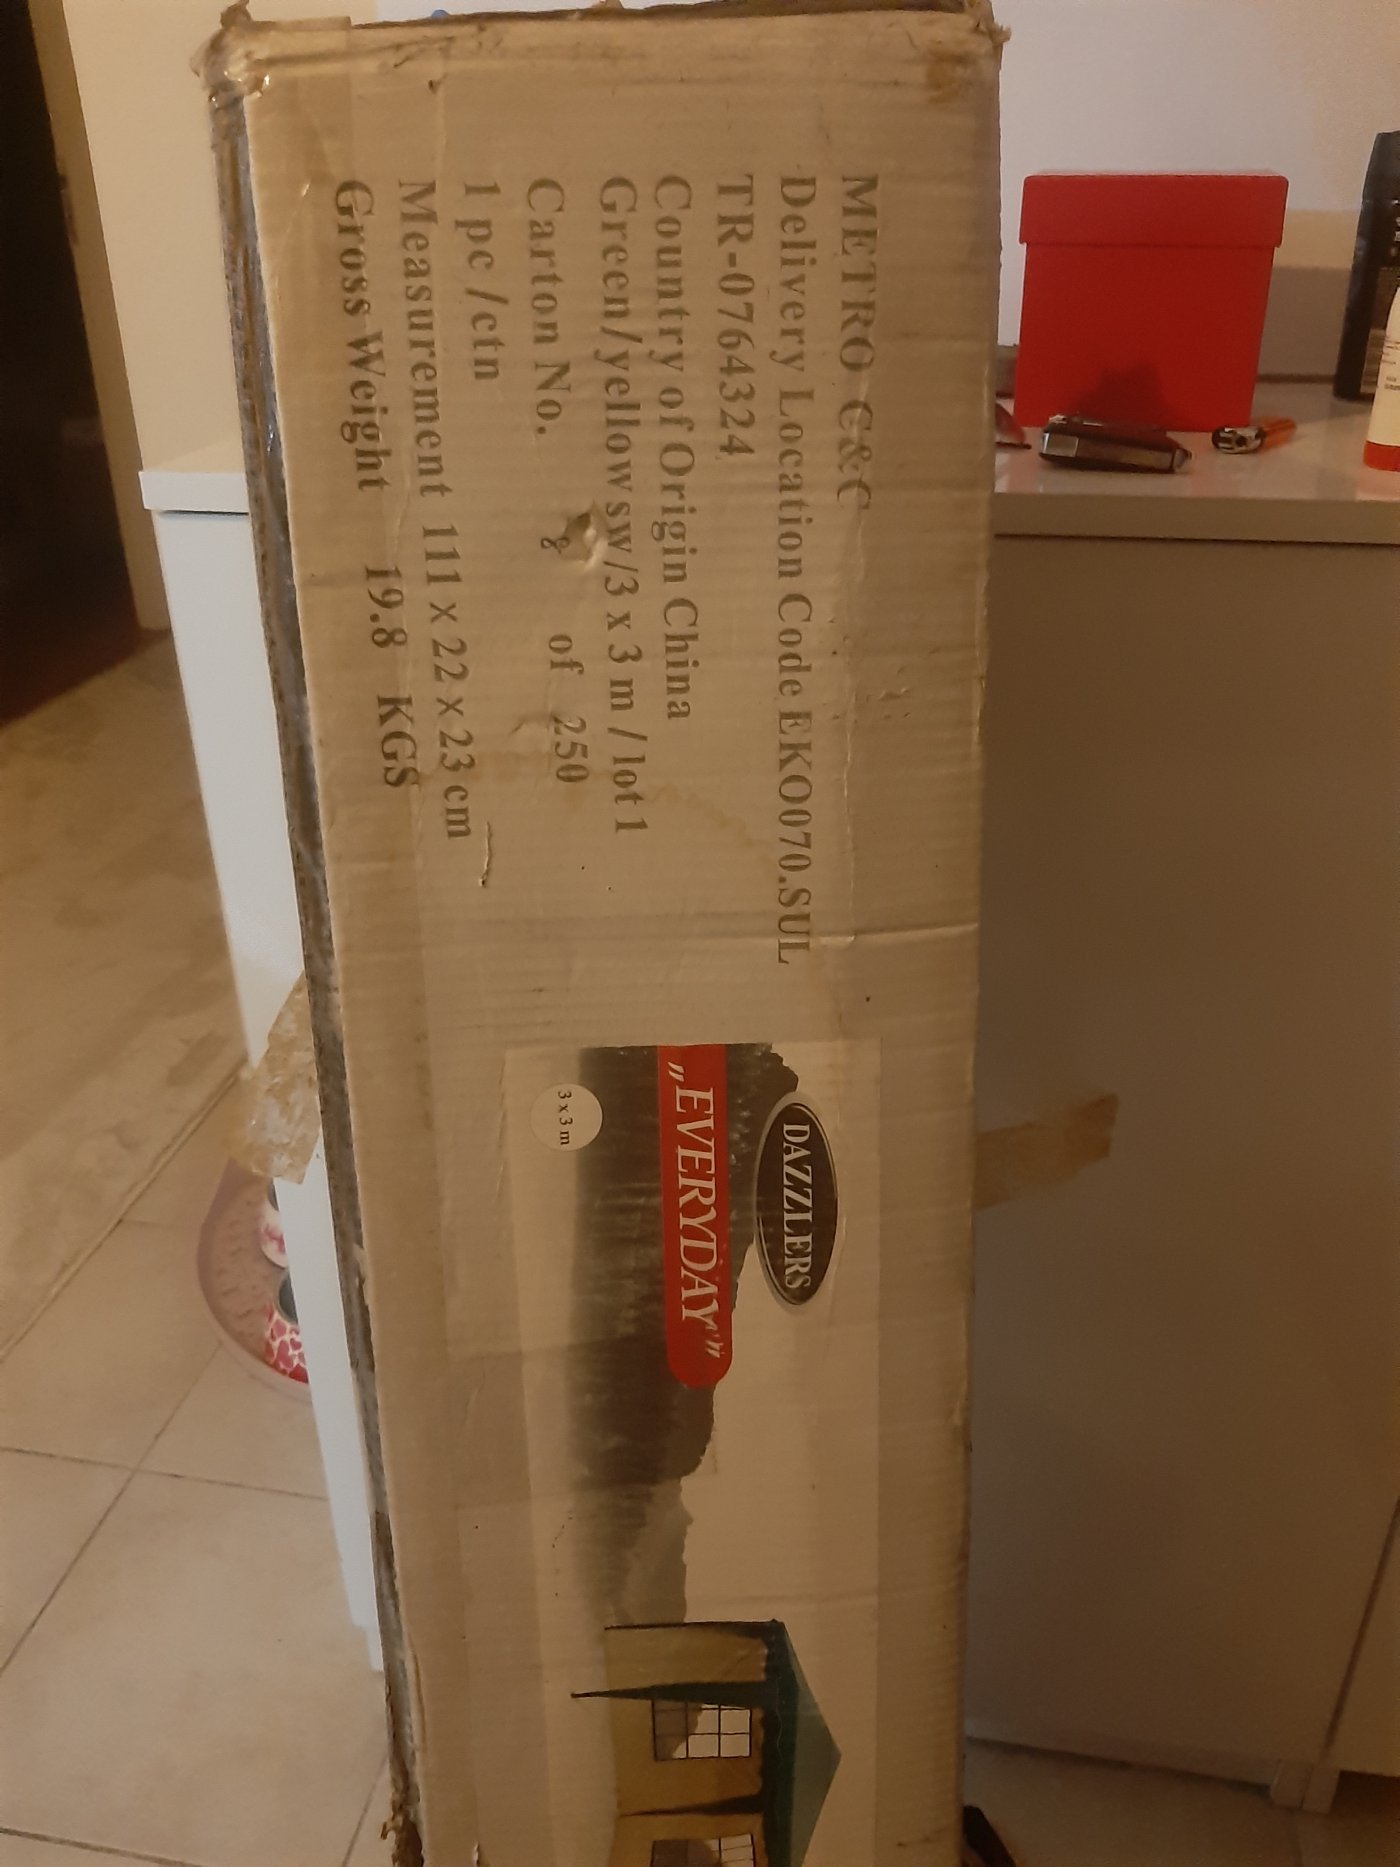 METRO C&C
Delivery Location Code EKO070.SUL
TR-0764324
Country of Origin China
Green/yellow sw/3 x 3 m / lot 1
Carton No. 8 of 250
1 pc /ctn
Measurement 111 x 22 x 23 cm
Gross Weight 19.8 KGS
DAZZLERS
„EVERYDAY”
3 x 3 m